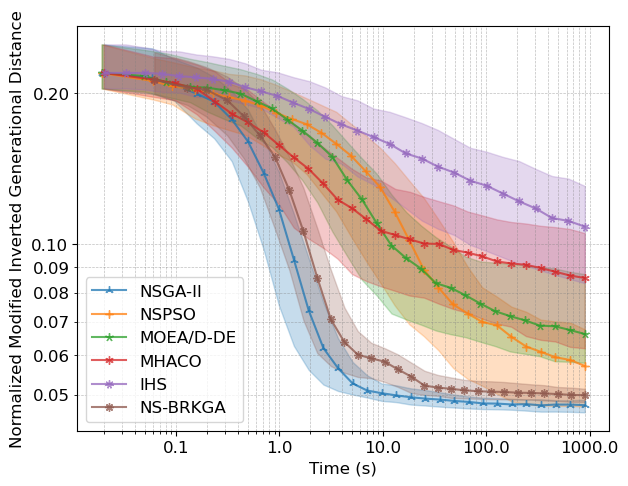 Normalized Modified Inverted Generational Distance
0.20
0.10
0.09
0.08
0.07
0.06
0.05
NSGA-II
NSPSO
MOEA/D-DE
MHACO
IHS
NS-BRKGA
0.1 1.0 10.0 100.0 1000.0
Time (s)